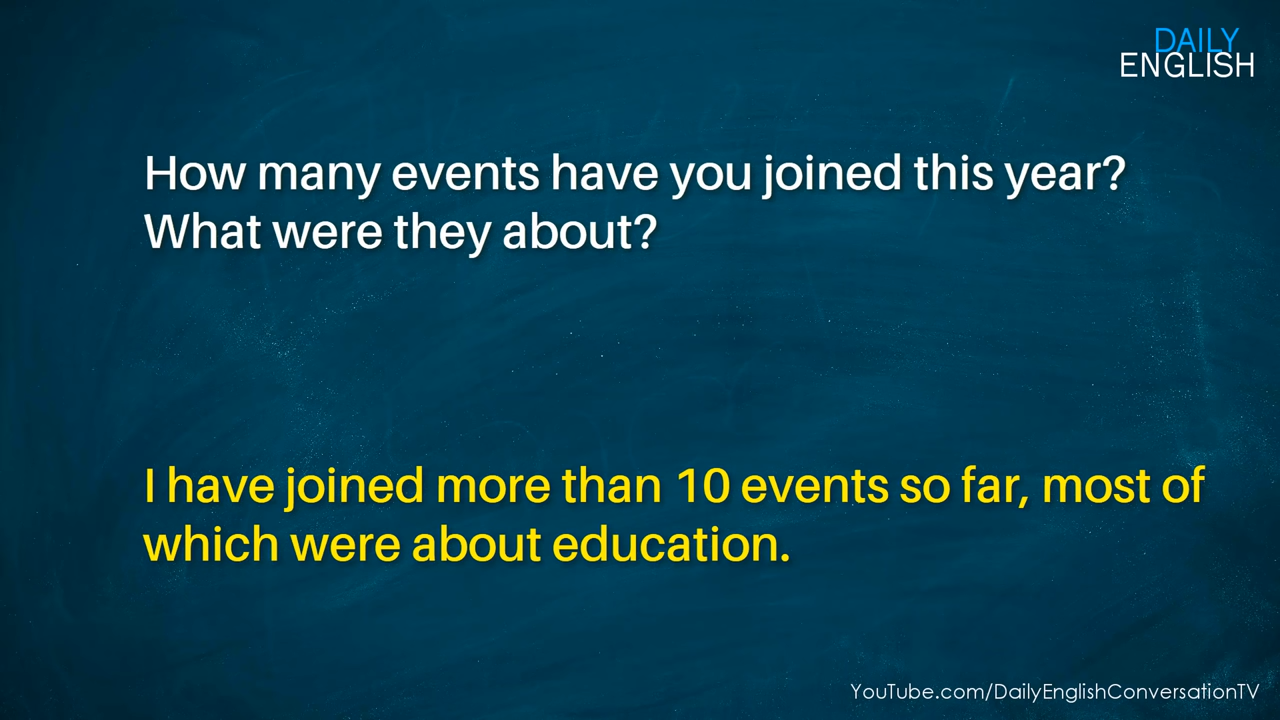 DAILY
ENGLISH
How many events have you joined this year?
What were they about?
I have joined more than 10 events so far, most of
which were about education.
YouTube.com/DailyEnglishConversationTV